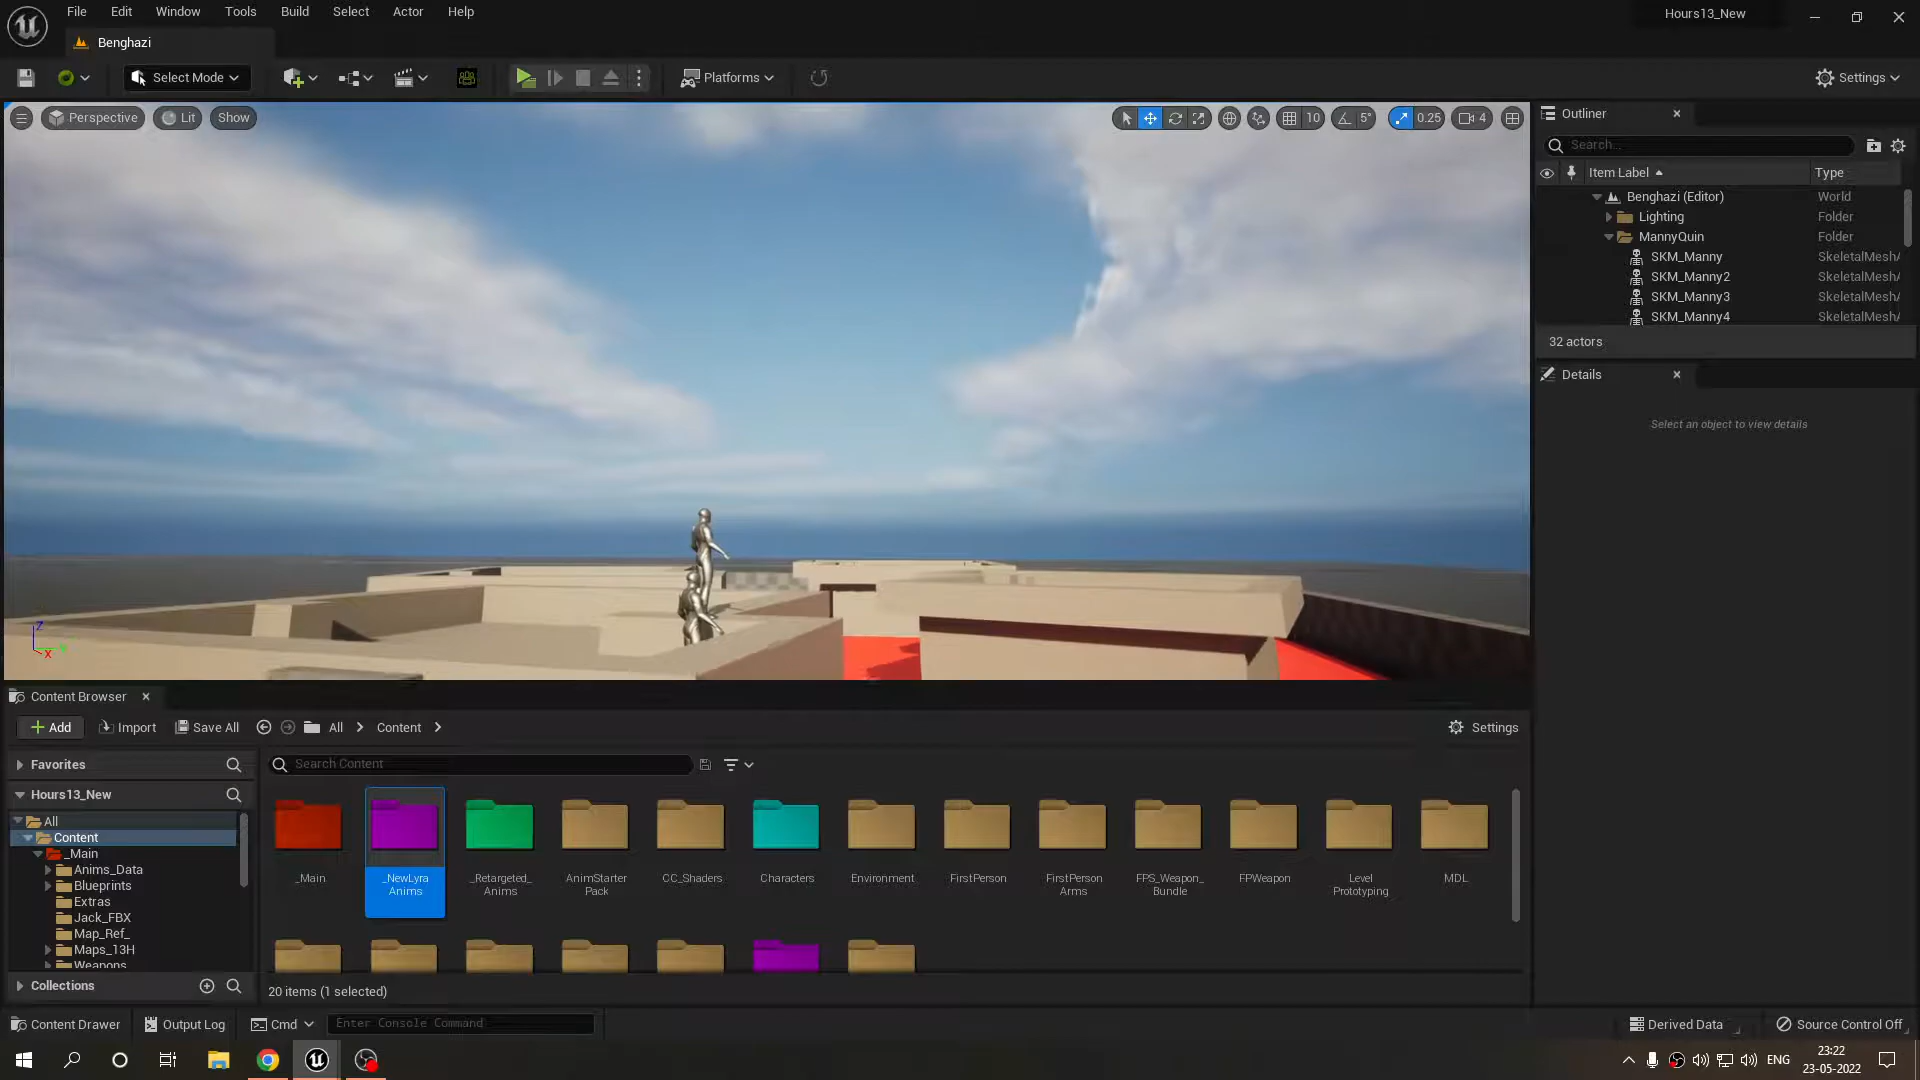 File Edit Window Tools Build Select Actor Help
Hours13_New
Benghazi
Select Mode
Platforms
Settings
Perspective
Lit
Show
10
5°
0.25
4
Outliner
Search...
Item Label
Type
Benghazi (Editor)
World
Lighting
Folder
MannyQuin
Folder
SKM_Manny
SkeletalMeshA
SKM_Manny2
SkeletalMeshA
SKM_Manny3
SkeletalMeshA
SKM_Manny4
SkeletalMeshA
32 actors
Details
Select an object to view details
Z
X
Content Browser
Add
Import
Save All
All
Content
Settings
Favorites
Search Content
Hours13_New
All
Content
_Main
Anims_Data
Blueprints
Extras
Jack_FBX
Map_Ref_
Maps_13H
Weapons
Collections
_Main
_NewLyra
Anims
_Retargeted_
Anims
AnimStarter
Pack
CC_Shaders
Characters
Environment
FirstPerson
FirstPerson
Arms
FPS_Weapon_
Bundle
FPWeapon
Level
Prototyping
MDL
20 items (1 selected)
Content Drawer
Output Log
Cmd
Enter Console Command
Derived Data
Source Control Off
ENG
23:22
23-05-2022